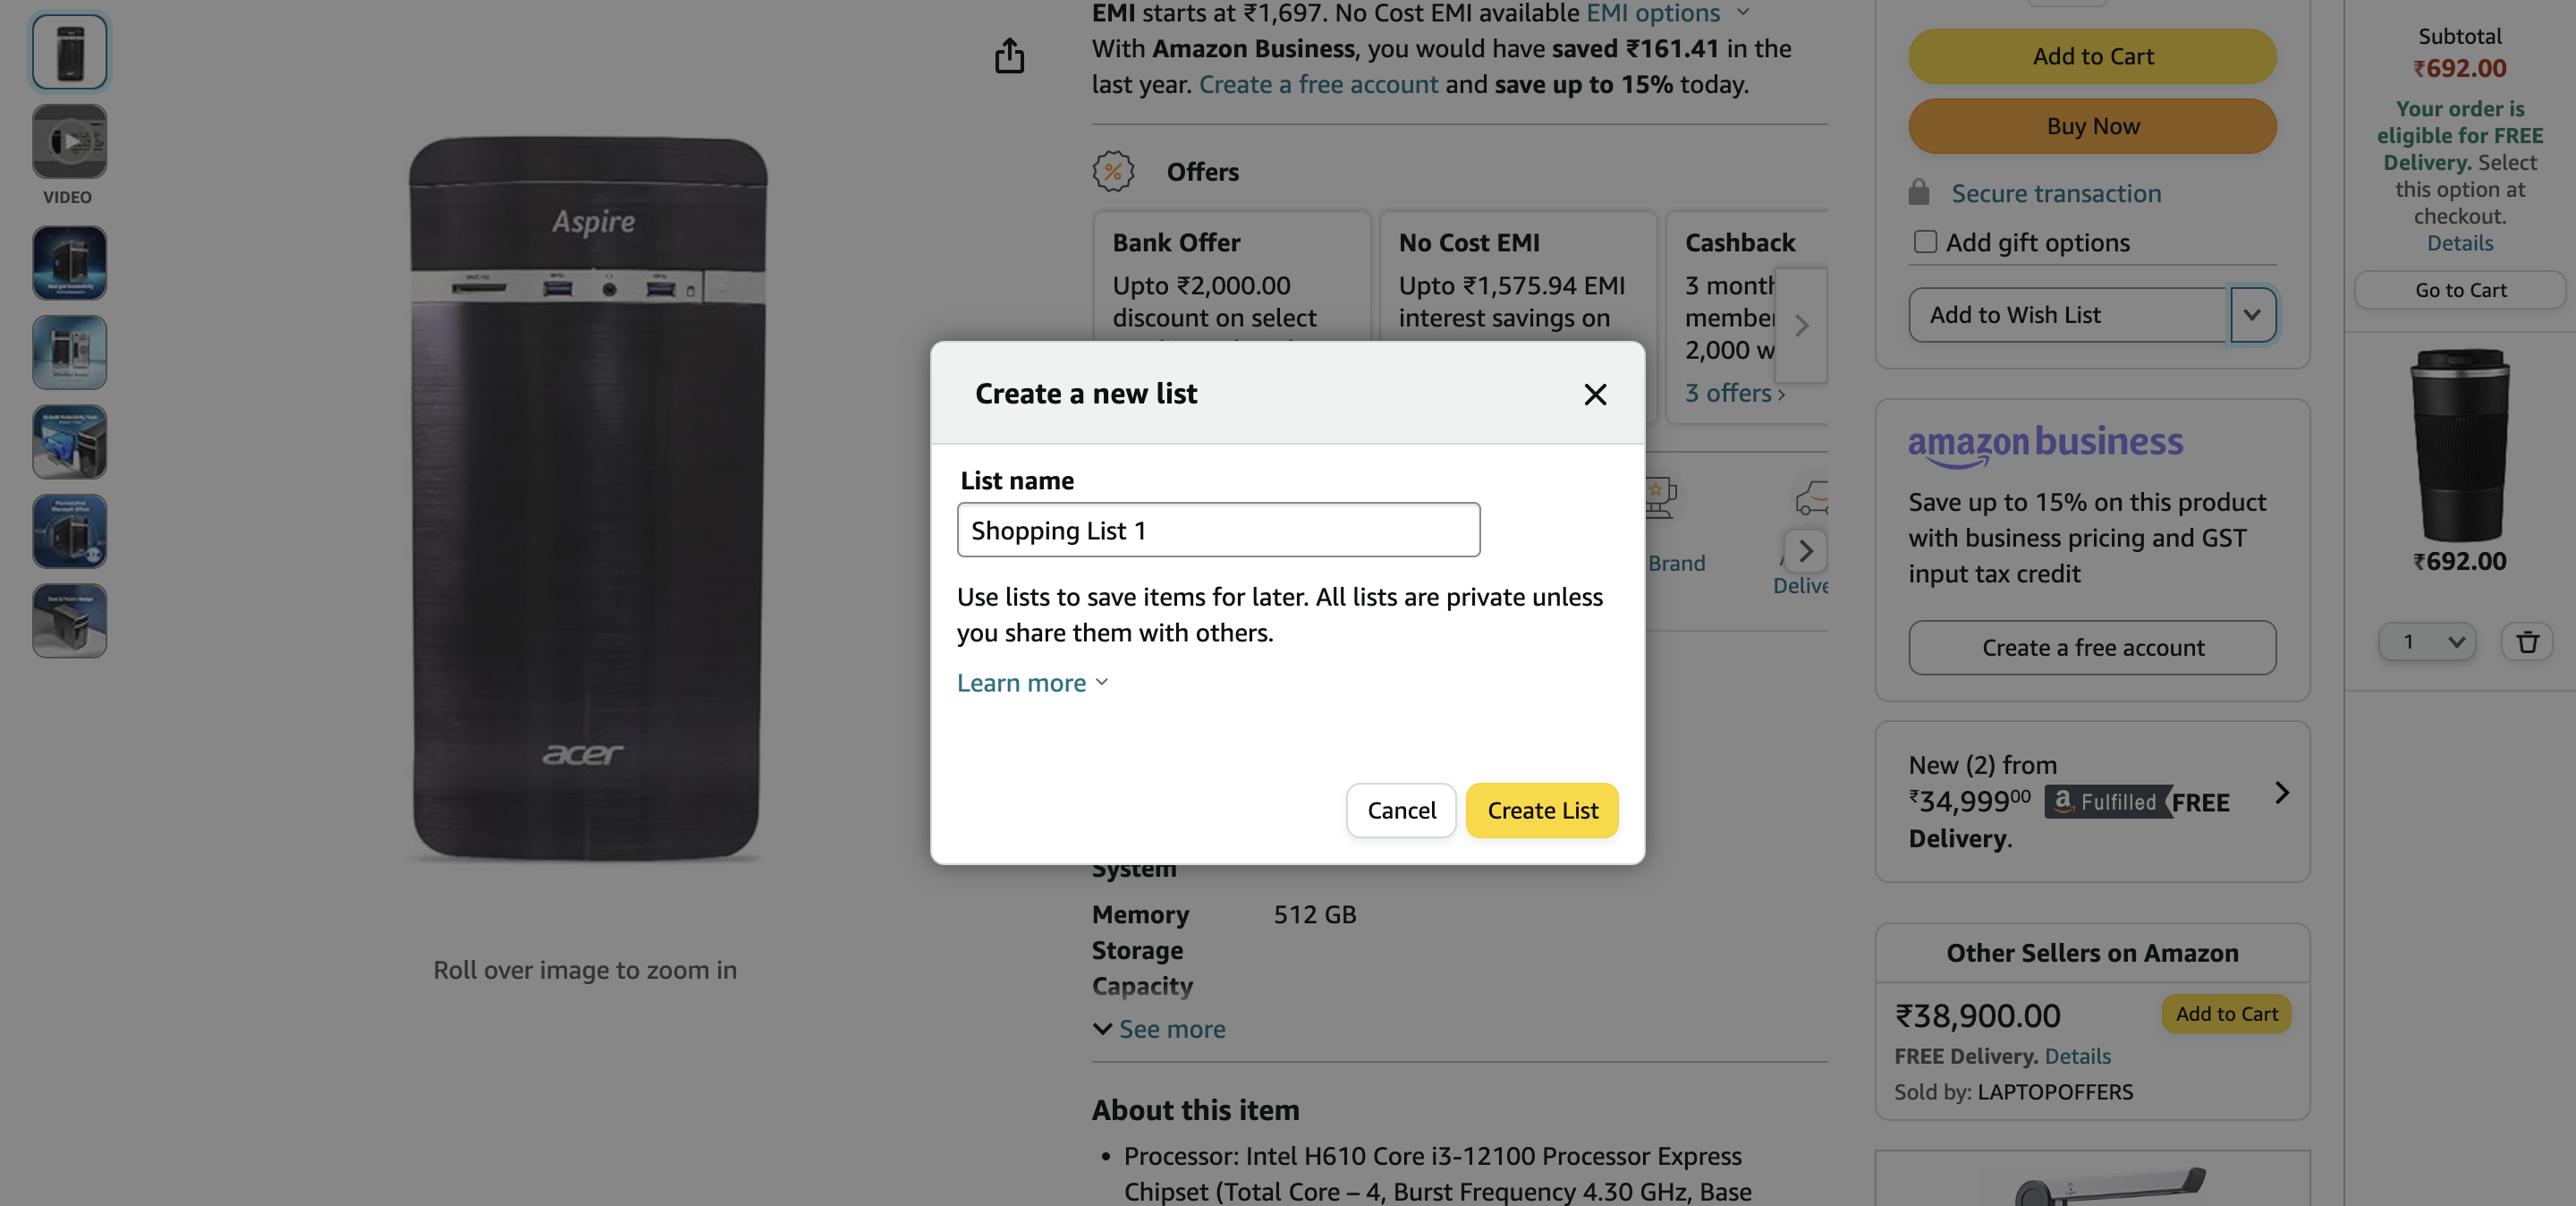 VIDEO
Aspire
acer
Roll over image to zoom in
EMI starts at ₹1,697. No Cost EMI available EMI options
With Amazon Business, you would have saved ₹161.41 in the
last year. Create a free account and save up to 15% today.
Offers
Bank Offer
Upto ₹2,000.00
discount on select
No Cost EMI
Upto ₹1,575.94 EMI
interest savings on
Cashback
3 month
member
2,000 w
3 offers ›
Create a new list
List name
Shopping List 1
Use lists to save items for later. All lists are private unless
you share them with others.
Learn more
Cancel
Create List
Brand
Delive
System
Memory 512 GB
Storage
Capacity
See more
About this item
• Processor: Intel H610 Core i3-12100 Processor Express
Chipset (Total Core – 4, Burst Frequency 4.30 GHz, Base
Add to Cart
Buy Now
Secure transaction
Add gift options
Add to Wish List
amazon business
Save up to 15% on this product
with business pricing and GST
input tax credit
Create a free account
New (2) from
₹34,999⁰⁰ a Fulfilled FREE
Delivery.
Other Sellers on Amazon
₹38,900.00 Add to Cart
FREE Delivery. Details
Sold by: LAPTOPOFFERS
Subtotal
₹692.00
Your order is
eligible for FREE
Delivery. Select
this option at
checkout.
Details
Go to Cart
₹692.00
1